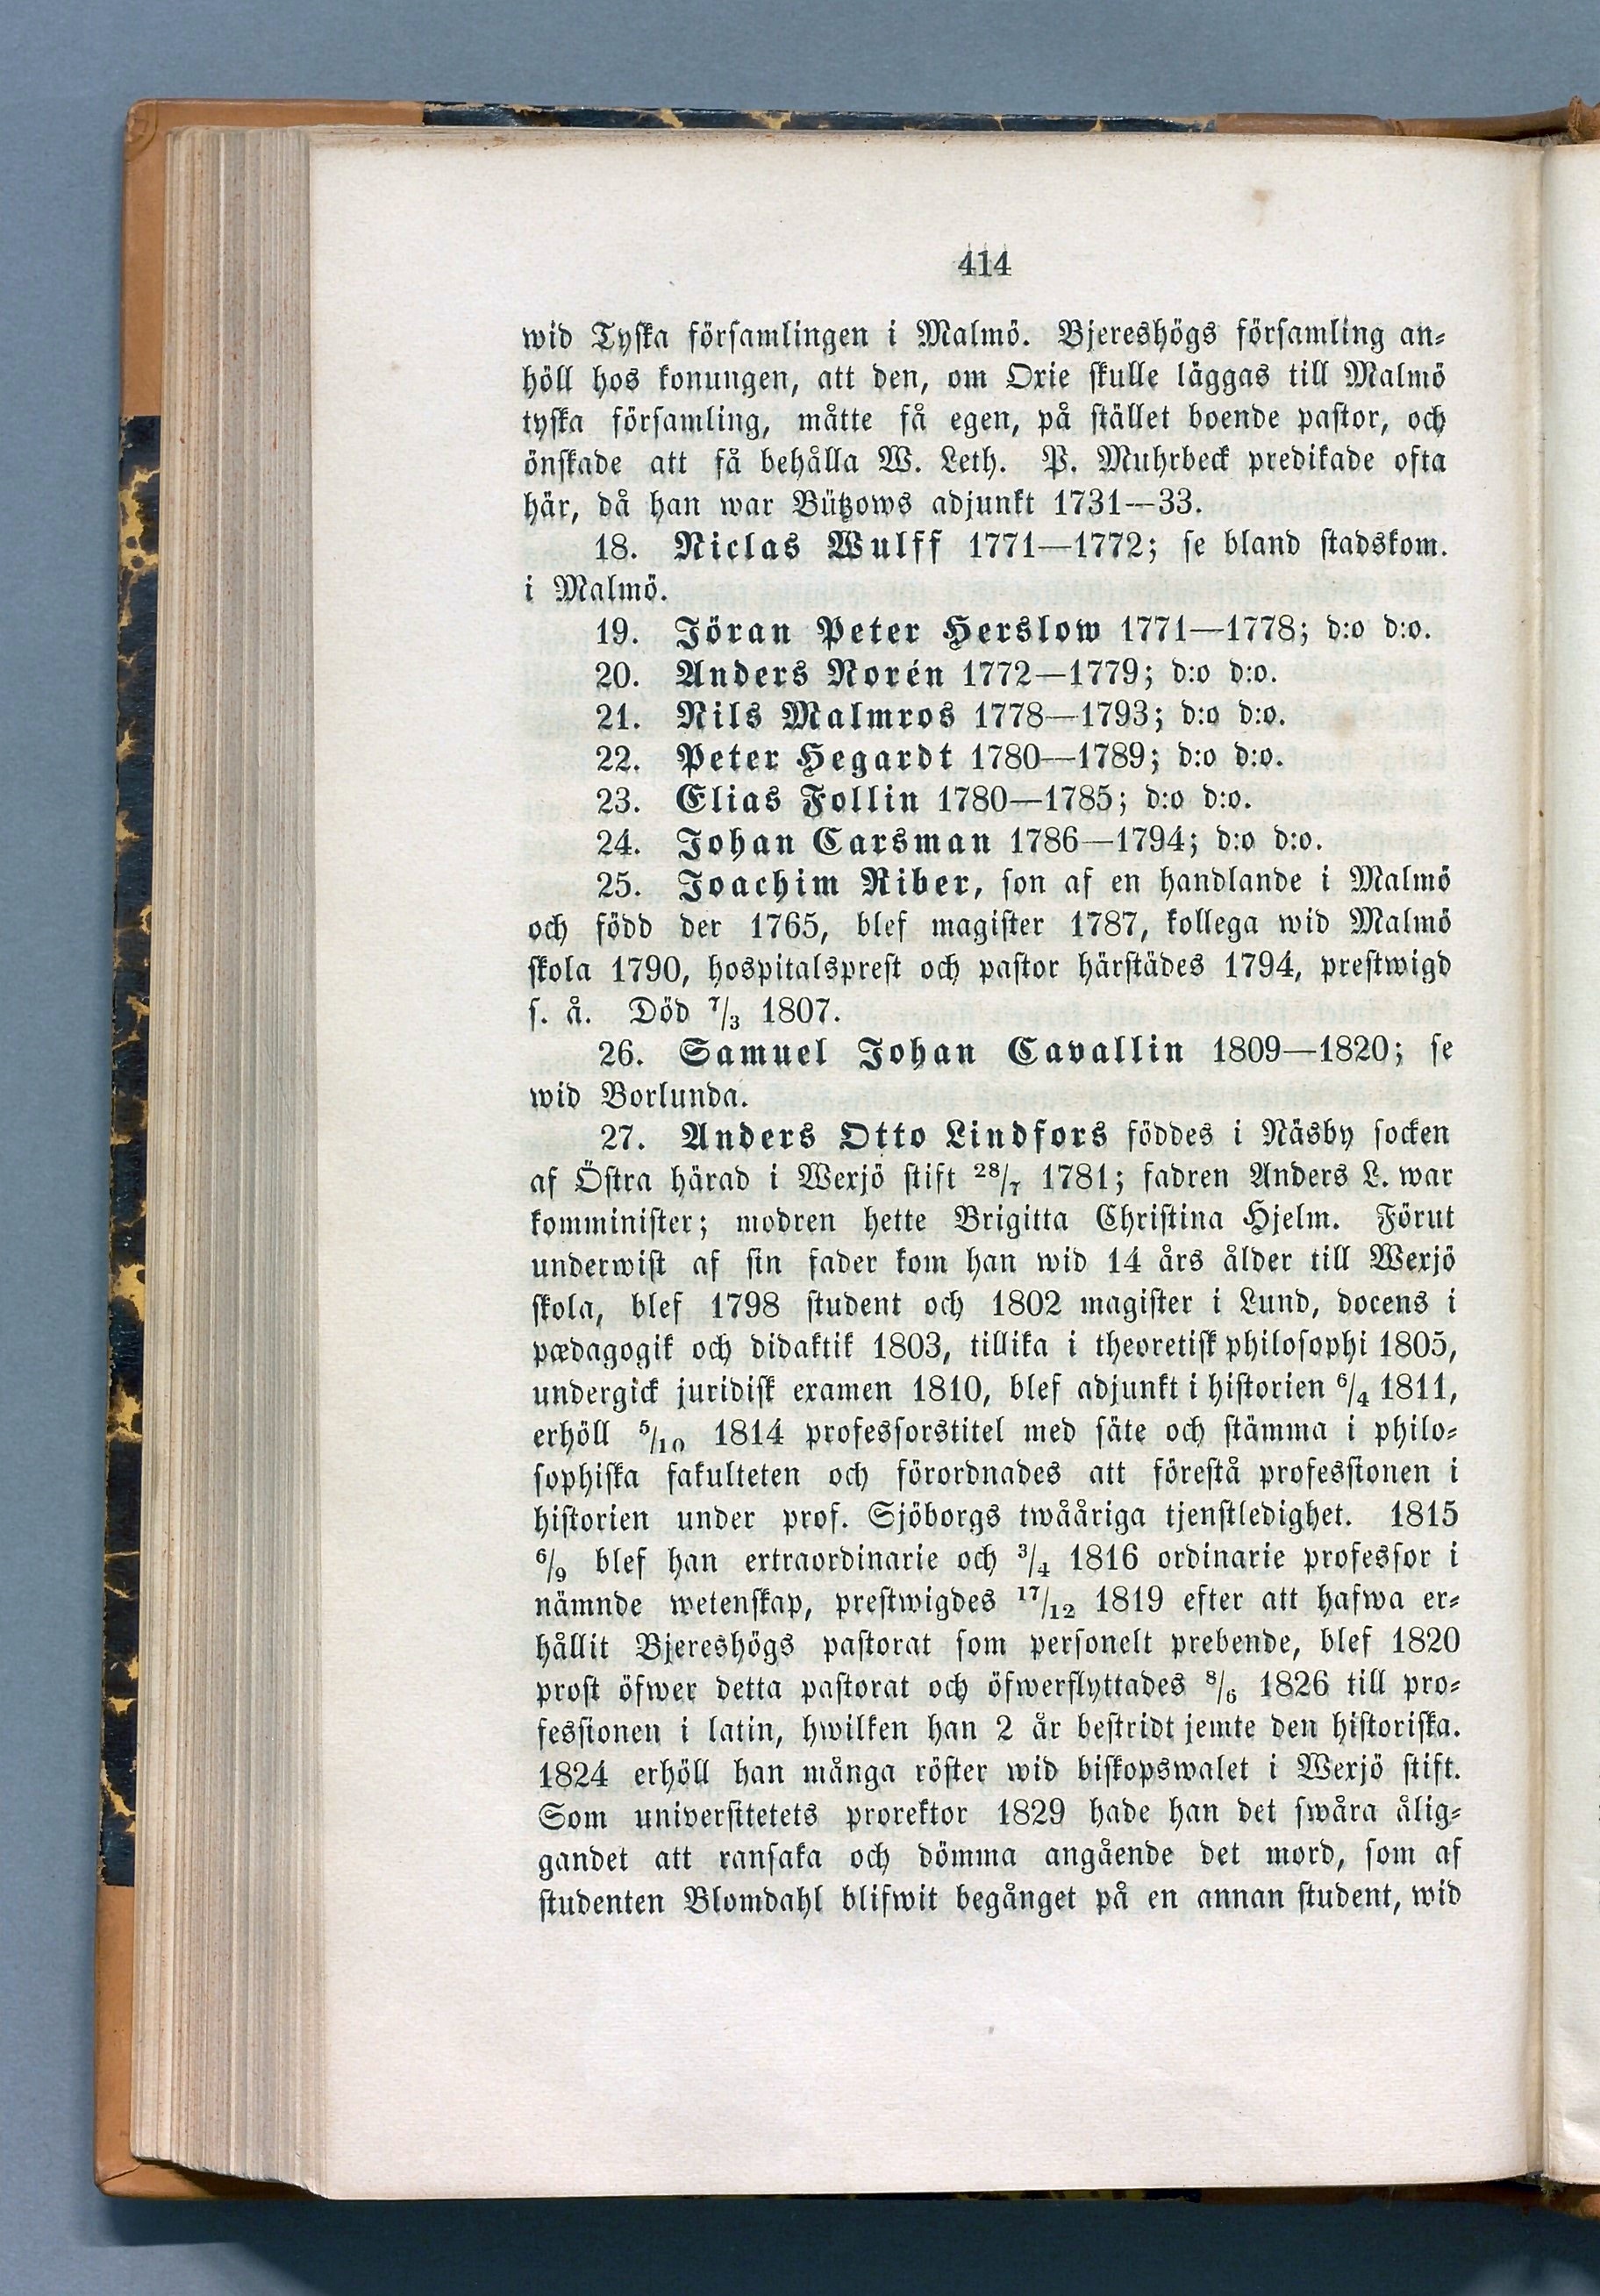 414
wid Tyska församlingen i Malmö. Bjereshögs församling an-
höll hos konungen, att den, om Oxie skulle läggas till Malmö
tyska församling, måtte få egen, på stället boende pastor, och
önskade att få behålla W. Leth. P. Muhrbeck predikade ofta
här, då han war Bützows adjunkt 1731—33.
18. Niclas Wulff 1771—1772; se bland stadskom.
i Malmö.
19. Jöran Peter Herslow 1771—1778; d:o d:o.
20. Anders Norén 1772—1779; d:o d:o.
21. Nils Malmros 1778—1793; d:o d:o.
22. Peter Hegardt 1780—1789; d:o d:o.
23. Elias Follin 1780—1785; d:o d:o.
24. Johan Carsman 1786—1794; d:o d:o.
25. Joachim Riber, son af en handlande i Malmö
och född der 1765, blef magister 1787, kollega wid Malmö
skola 1790, hospitalsprest och pastor härstädes 1794, prestwigd
s. å. Död 7/3 1807.
26. Samuel Johan Cavallin 1809—1820; se
wid Borlunda.
27. Anders Otto Lindfors föddes i Näsby socken
af Östra härad i Wexjö stift 28/7 1781; fadren Anders L. war
komminister; modren hette Brigitta Christina Hjelm. Förut
underwist af sin fader kom han wid 14 års ålder till Wexjö
skola, blef 1798 student och 1802 magister i Lund, docens i
pædagogik och didaktik 1803, tillika i theoretisk philosophi 1805,
undergick juridisk examen 1810, blef adjunkt i historien 6/4 1811,
erhöll 5/10 1814 professorstitel med säte och stämma i philo-
sophiska fakulteten och förordnades att förestå professionen i
historien under prof. Sjöborgs twååriga tjenstledighet. 1815
6/9 blef han extraordinarie och 3/4 1816 ordinarie professor i
nämnde wetenskap, prestwigdes 17/12 1819 efter att hafwa er-
hållit Bjereshögs pastorat som personelt prebende, blef 1820
prost öfwer detta pastorat och öfwerflyttades 8/6 1826 till pro-
fessionen i latin, hwilken han 2 år bestridt jemte den historiska.
1824 erhöll han många röster wid biskopswalet i Wexjö stift.
Som universitetets prorektor 1829 hade han det swåra ålig-
gandet att ransaka och dömma angående det mord, som af
studenten Blomdahl blifwit begånget på en annan student, wid